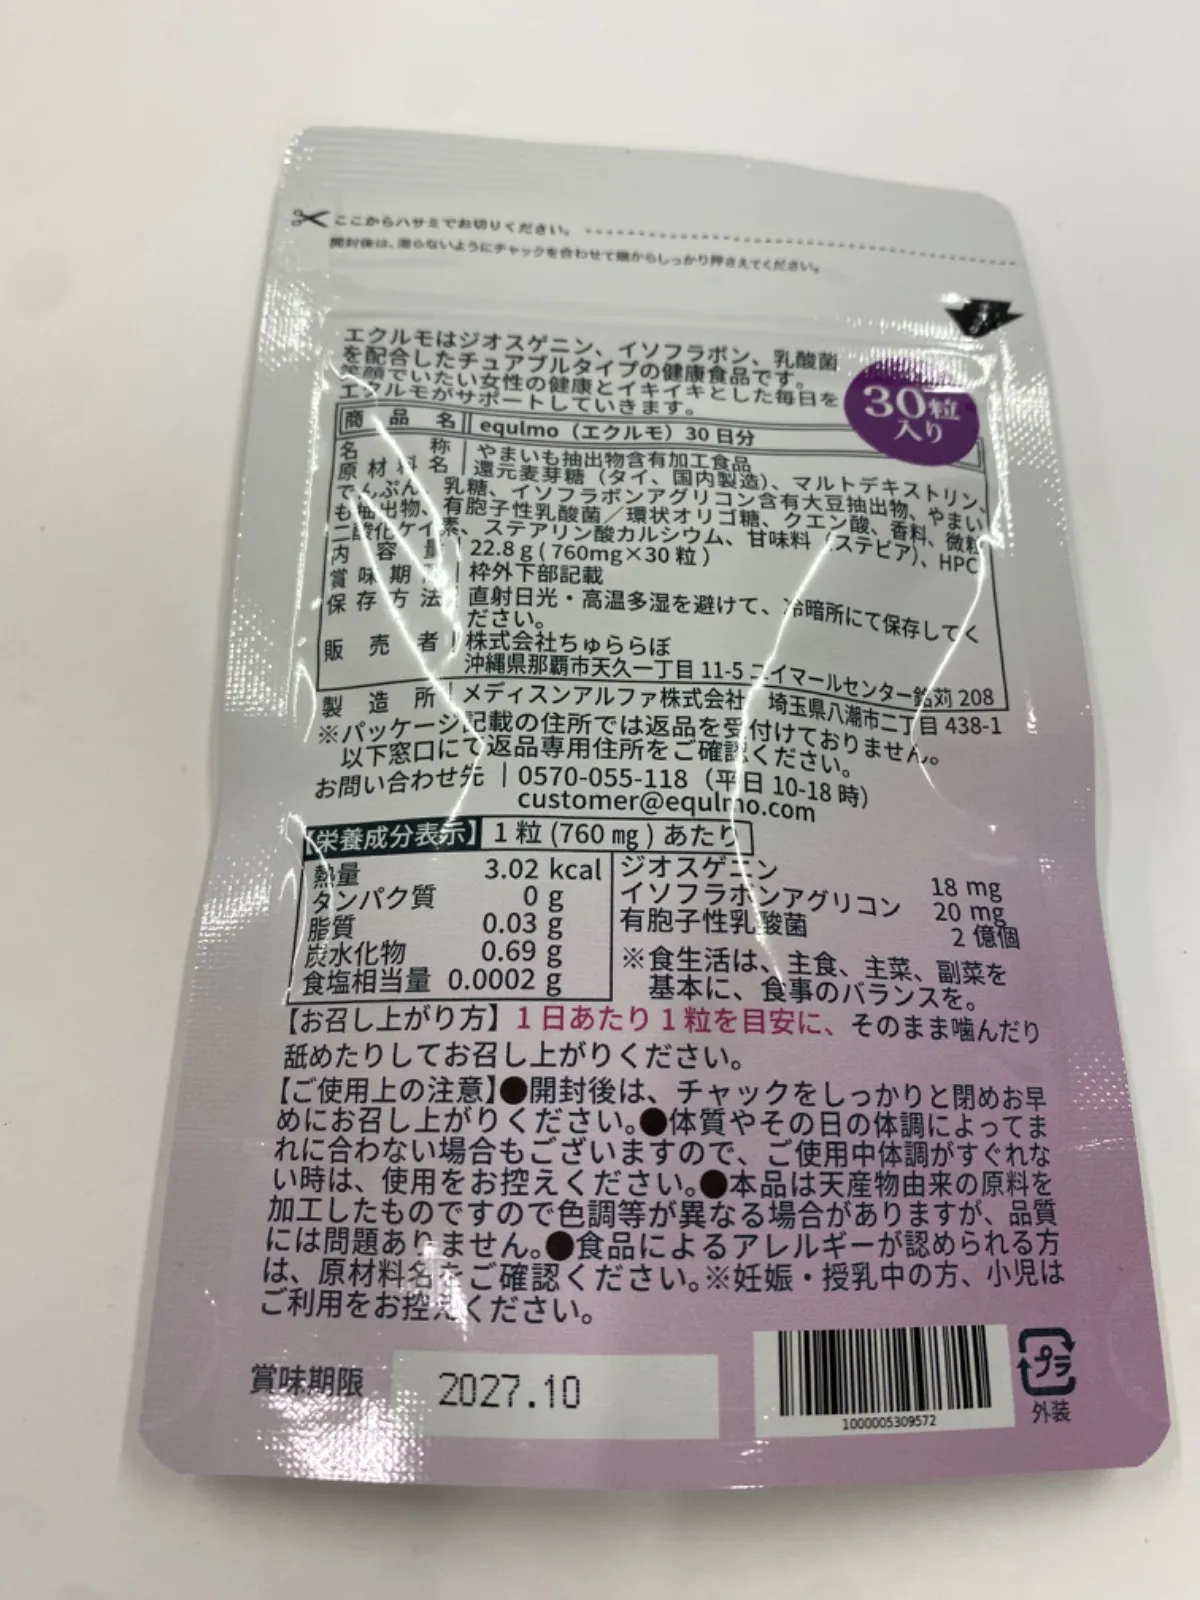 ここからハサミでお切りください。
開封後は、湿らないようにチャックを合わせて端からしっかり押さえてください。
エクルモはジオスゲニン、イソフラボン、乳酸菌
を配合したチュアブルタイプの健康食品です。
笑顔でいたい女性の健康とイキイキとした毎日を
エクルモがサポートしていきます。
30粒
入り
商品名 equlmo(エクルモ)30日分
名称 やまいも抽出物含有加工食品
原材料名 還元麦芽糖(タイ、国内製造)、マルトデキストリン、
でんぷん、乳糖、イソフラボンアグリコン含有大豆抽出物、やまい
も抽出物、有胞子性乳酸菌/環状オリゴ糖、クエン酸、香料、微粒
二酸化ケイ素、ステアリン酸カルシウム、甘味料(ステビア)、HPC
内容量 22.8g(760mg×30粒)
賞味期限 枠外下部記載
保存方法 直射日光・高温多湿を避けて、冷暗所にて保存してく
ださい。
販売者 株式会社ちゅららぼ
沖縄県那覇市天久一丁目11-5 ニイマールセンター銘苅208
製造所 メディスンアルファ株式会社 埼玉県八潮市二丁目438-1
※パッケージ記載の住所では返品を受付けておりません。
以下窓口にて返品専用住所をご確認ください。
お問い合わせ先 0570-055-118(平日10-18時)
customer@equlmo.com
【栄養成分表示】1粒(760mg)あたり
熱量 3.02 kcal
タンパク質 0 g
脂質 0.03 g
炭水化物 0.69 g
食塩相当量 0.0002 g
ジオスゲニン 18 mg
イソフラボンアグリコン 20 mg
有胞子性乳酸菌 2億個
※食生活は、主食、主菜、副菜を
基本に、食事のバランスを。
【お召し上がり方】1日あたり1粒を目安に、そのまま噛んだり
舐めたりしてお召し上がりください。
【ご使用上の注意】●開封後は、チャックをしっかりと閉めお早
めにお召し上がりください。●体質やその日の体調によってま
れに合わない場合もございますので、ご使用中体調がすぐれな
い時は、使用をお控えください。●本品は天産物由来の原料を
加工したものですので色調等が異なる場合がありますが、品質
には問題ありません。●食品によるアレルギーが認められる方
は、原材料名をご確認ください。※妊娠・授乳中の方、小児は
ご利用をお控えください。
賞味期限 2027.10
1000005309572
プラ
外装